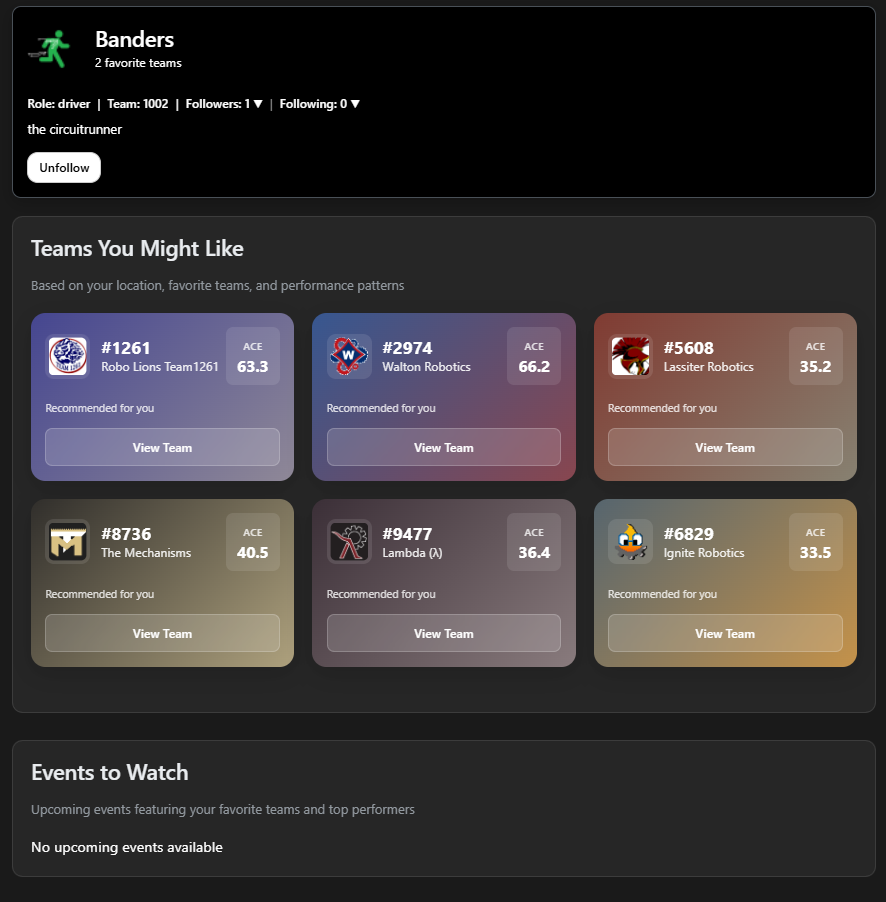 Banders
2 favorite teams
Role: driver | Team: 1002 | Followers: 1 ▼ | Following: 0 ▼
the circuitrunner
Unfollow
Teams You Might Like
Based on your location, favorite teams, and performance patterns
TEAM 1261
#1261
Robo Lions Team1261
ACE
63.3
Recommended for you
View Team
W
#2974
Walton Robotics
ACE
66.2
Recommended for you
View Team
#5608
Lassiter Robotics
ACE
35.2
Recommended for you
View Team
M
#8736
The Mechanisms
ACE
40.5
Recommended for you
View Team
#9477
Lambda (λ)
ACE
36.4
Recommended for you
View Team
#6829
Ignite Robotics
ACE
33.5
Recommended for you
View Team
Events to Watch
Upcoming events featuring your favorite teams and top performers
No upcoming events available